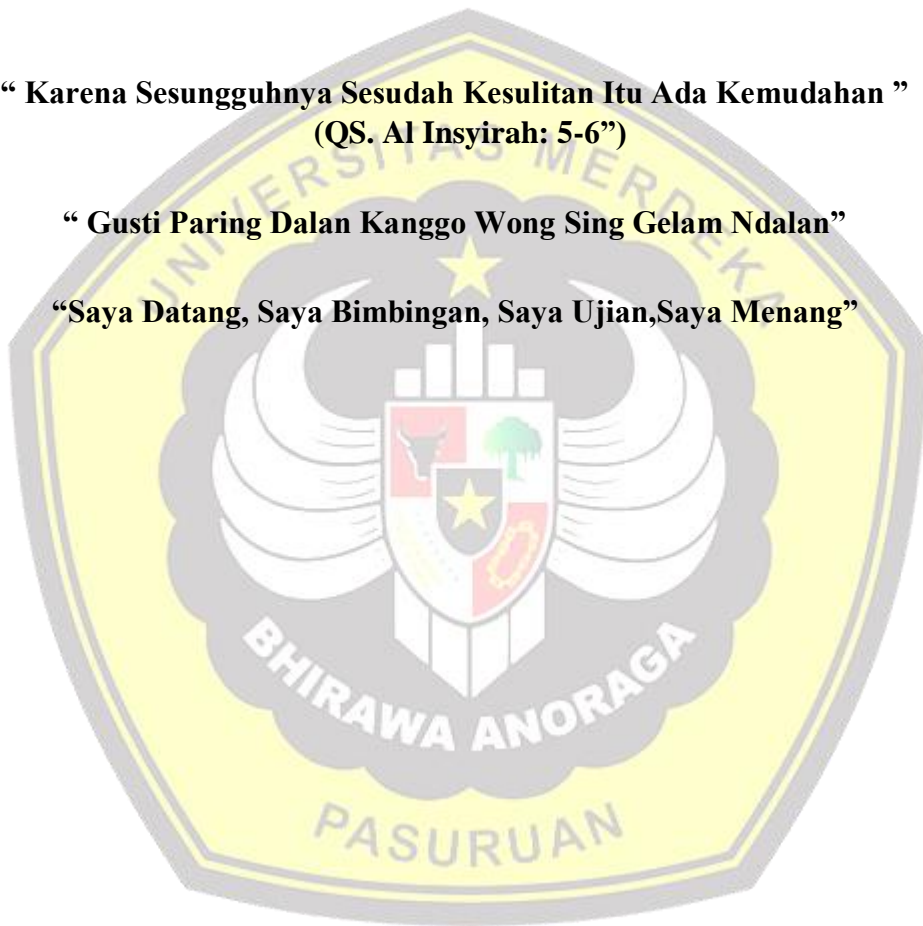 “ Karena Sesungguhnya Sesudah Kesulitan Itu Ada Kemudahan ”
(QS. Al Insyirah: 5-6”)
“ Gusti Paring Dalan Kanggo Wong Sing Gelam Ndalan”
“Saya Datang, Saya Bimbingan, Saya Ujian,Saya Menang”
UNIVERSITAS MERDEKA
BHIRAWA ANORAGA
PASURUAN